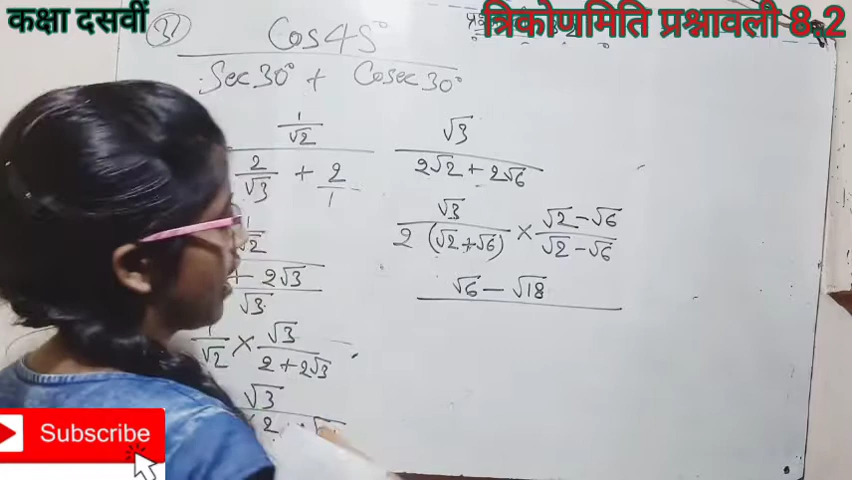 कक्षा दसवीं
त्रिकोणमिति प्रश्नावली 8.2
(3) Cos45°
Sec30° + Cosec30°
1/√2
2/√3 + 2/1
√2
+ 2√3
√3
1/√2 × √3/(2+2√3)
√3
2
√3
2√2 + 2√6
√3/(2(√2+√6)) × (√2-√6)/(√2-√6)
√6 - √18
Subscribe